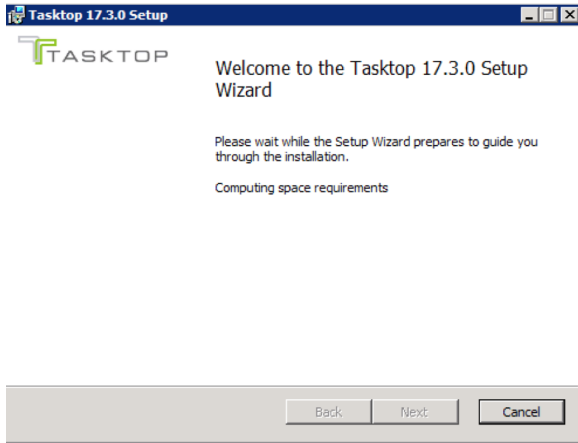 Tasktop 17.3.0 Setup
TASKTOP
Welcome to the Tasktop 17.3.0 Setup
Wizard
Please wait while the Setup Wizard prepares to guide you
through the installation.
Computing space requirements
Back
Next
Cancel